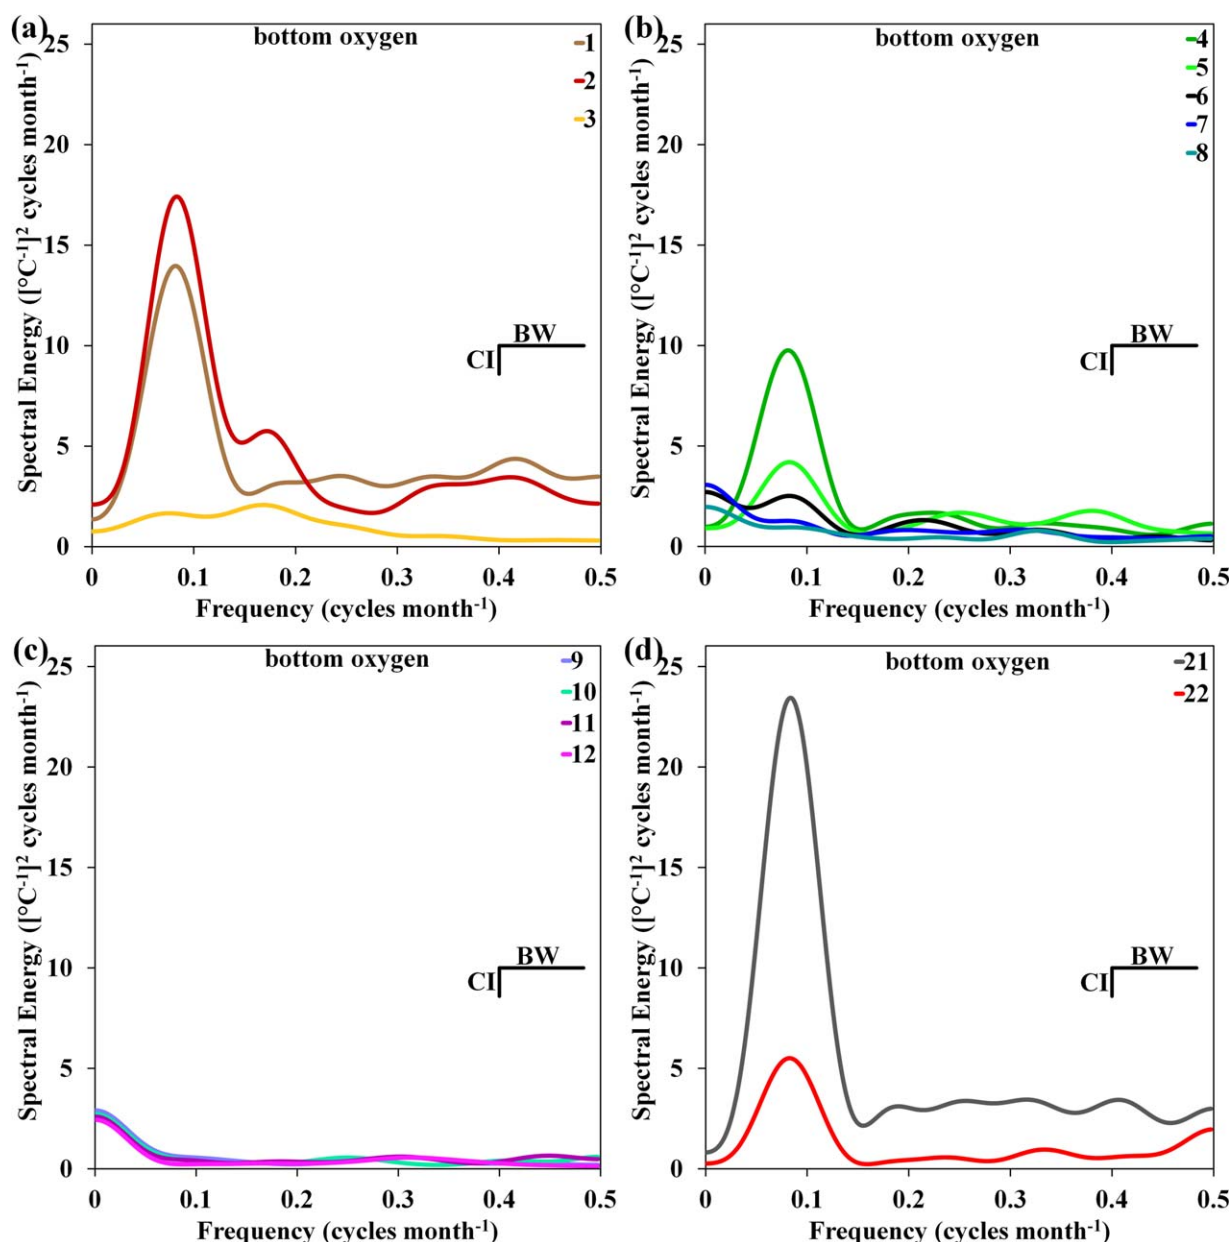 (a)
bottom oxygen
1
2
3
25
20
15
10
5
0
BW
CI
0 0.1 0.2 0.3 0.4 0.5
Spectral Energy ([°C⁻¹]² cycles month⁻¹)
Frequency (cycles month⁻¹)
(b)
bottom oxygen
4
5
6
7
8
25
20
15
10
5
0
BW
CI
0 0.1 0.2 0.3 0.4 0.5
Spectral Energy ([°C⁻¹]² cycles month⁻¹)
Frequency (cycles month⁻¹)
(c)
bottom oxygen
9
10
11
12
25
20
15
10
5
0
BW
CI
0 0.1 0.2 0.3 0.4 0.5
Spectral Energy ([°C⁻¹]² cycles month⁻¹)
Frequency (cycles month⁻¹)
(d)
bottom oxygen
21
22
25
20
15
10
5
0
BW
CI
0 0.1 0.2 0.3 0.4 0.5
Spectral Energy ([°C⁻¹]² cycles month⁻¹)
Frequency (cycles month⁻¹)